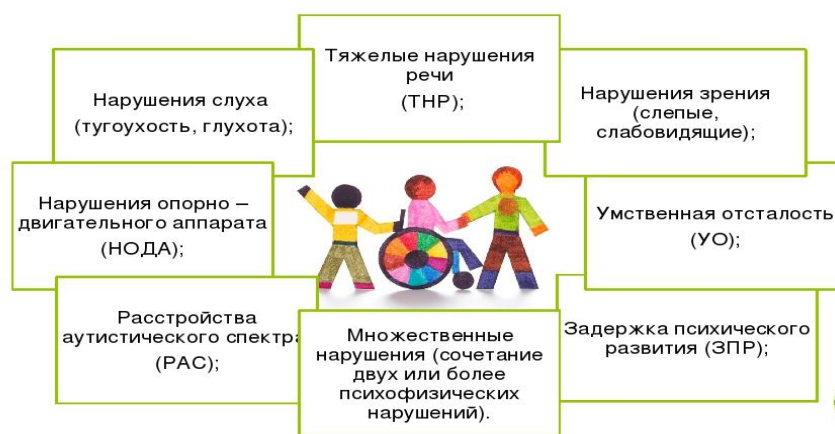 Тяжелые нарушения
речи
(ТНР);
Нарушения слуха
(тугоухость, глухота);
Нарушения зрения
(слепые,
слабовидящие);
Нарушения опорно –
двигательного аппарата
(НОДА);
Умственная отсталость
(УО);
Расстройства
аутистического спектра
(РАС);
Множественные
нарушения (сочетание
двух или более
психофизических
нарушений).
Задержка психического
развития (ЗПР);